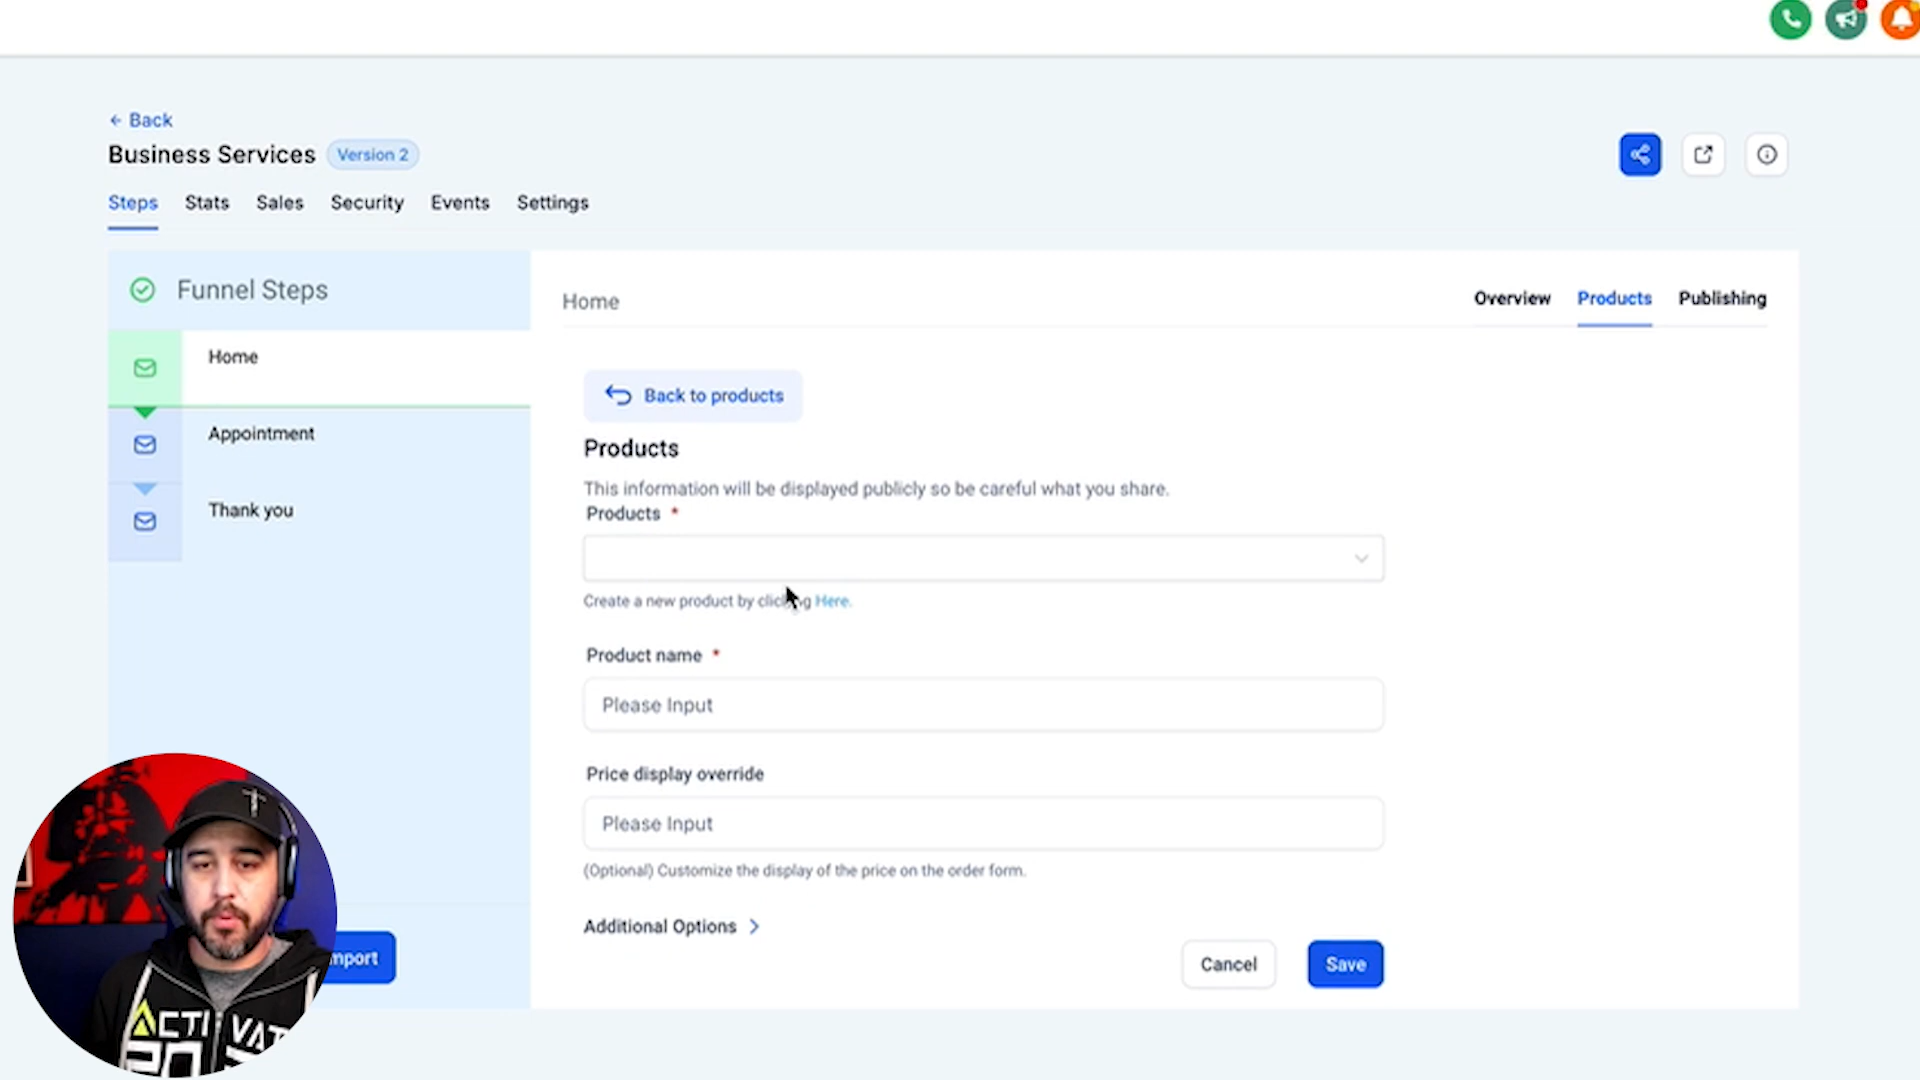 Back
Business Services Version 2
Steps Stats Sales Security Events Settings
Funnel Steps
Home
Appointment
Thank you
Home
Overview Products Publishing
Back to products
Products
This information will be displayed publicly so be careful what you share.
Products *
Create a new product by clicking Here.
Product name *
Please Input
Price display override
Please Input
(Optional) Customize the display of the price on the order form.
Additional Options
Cancel Save
mport